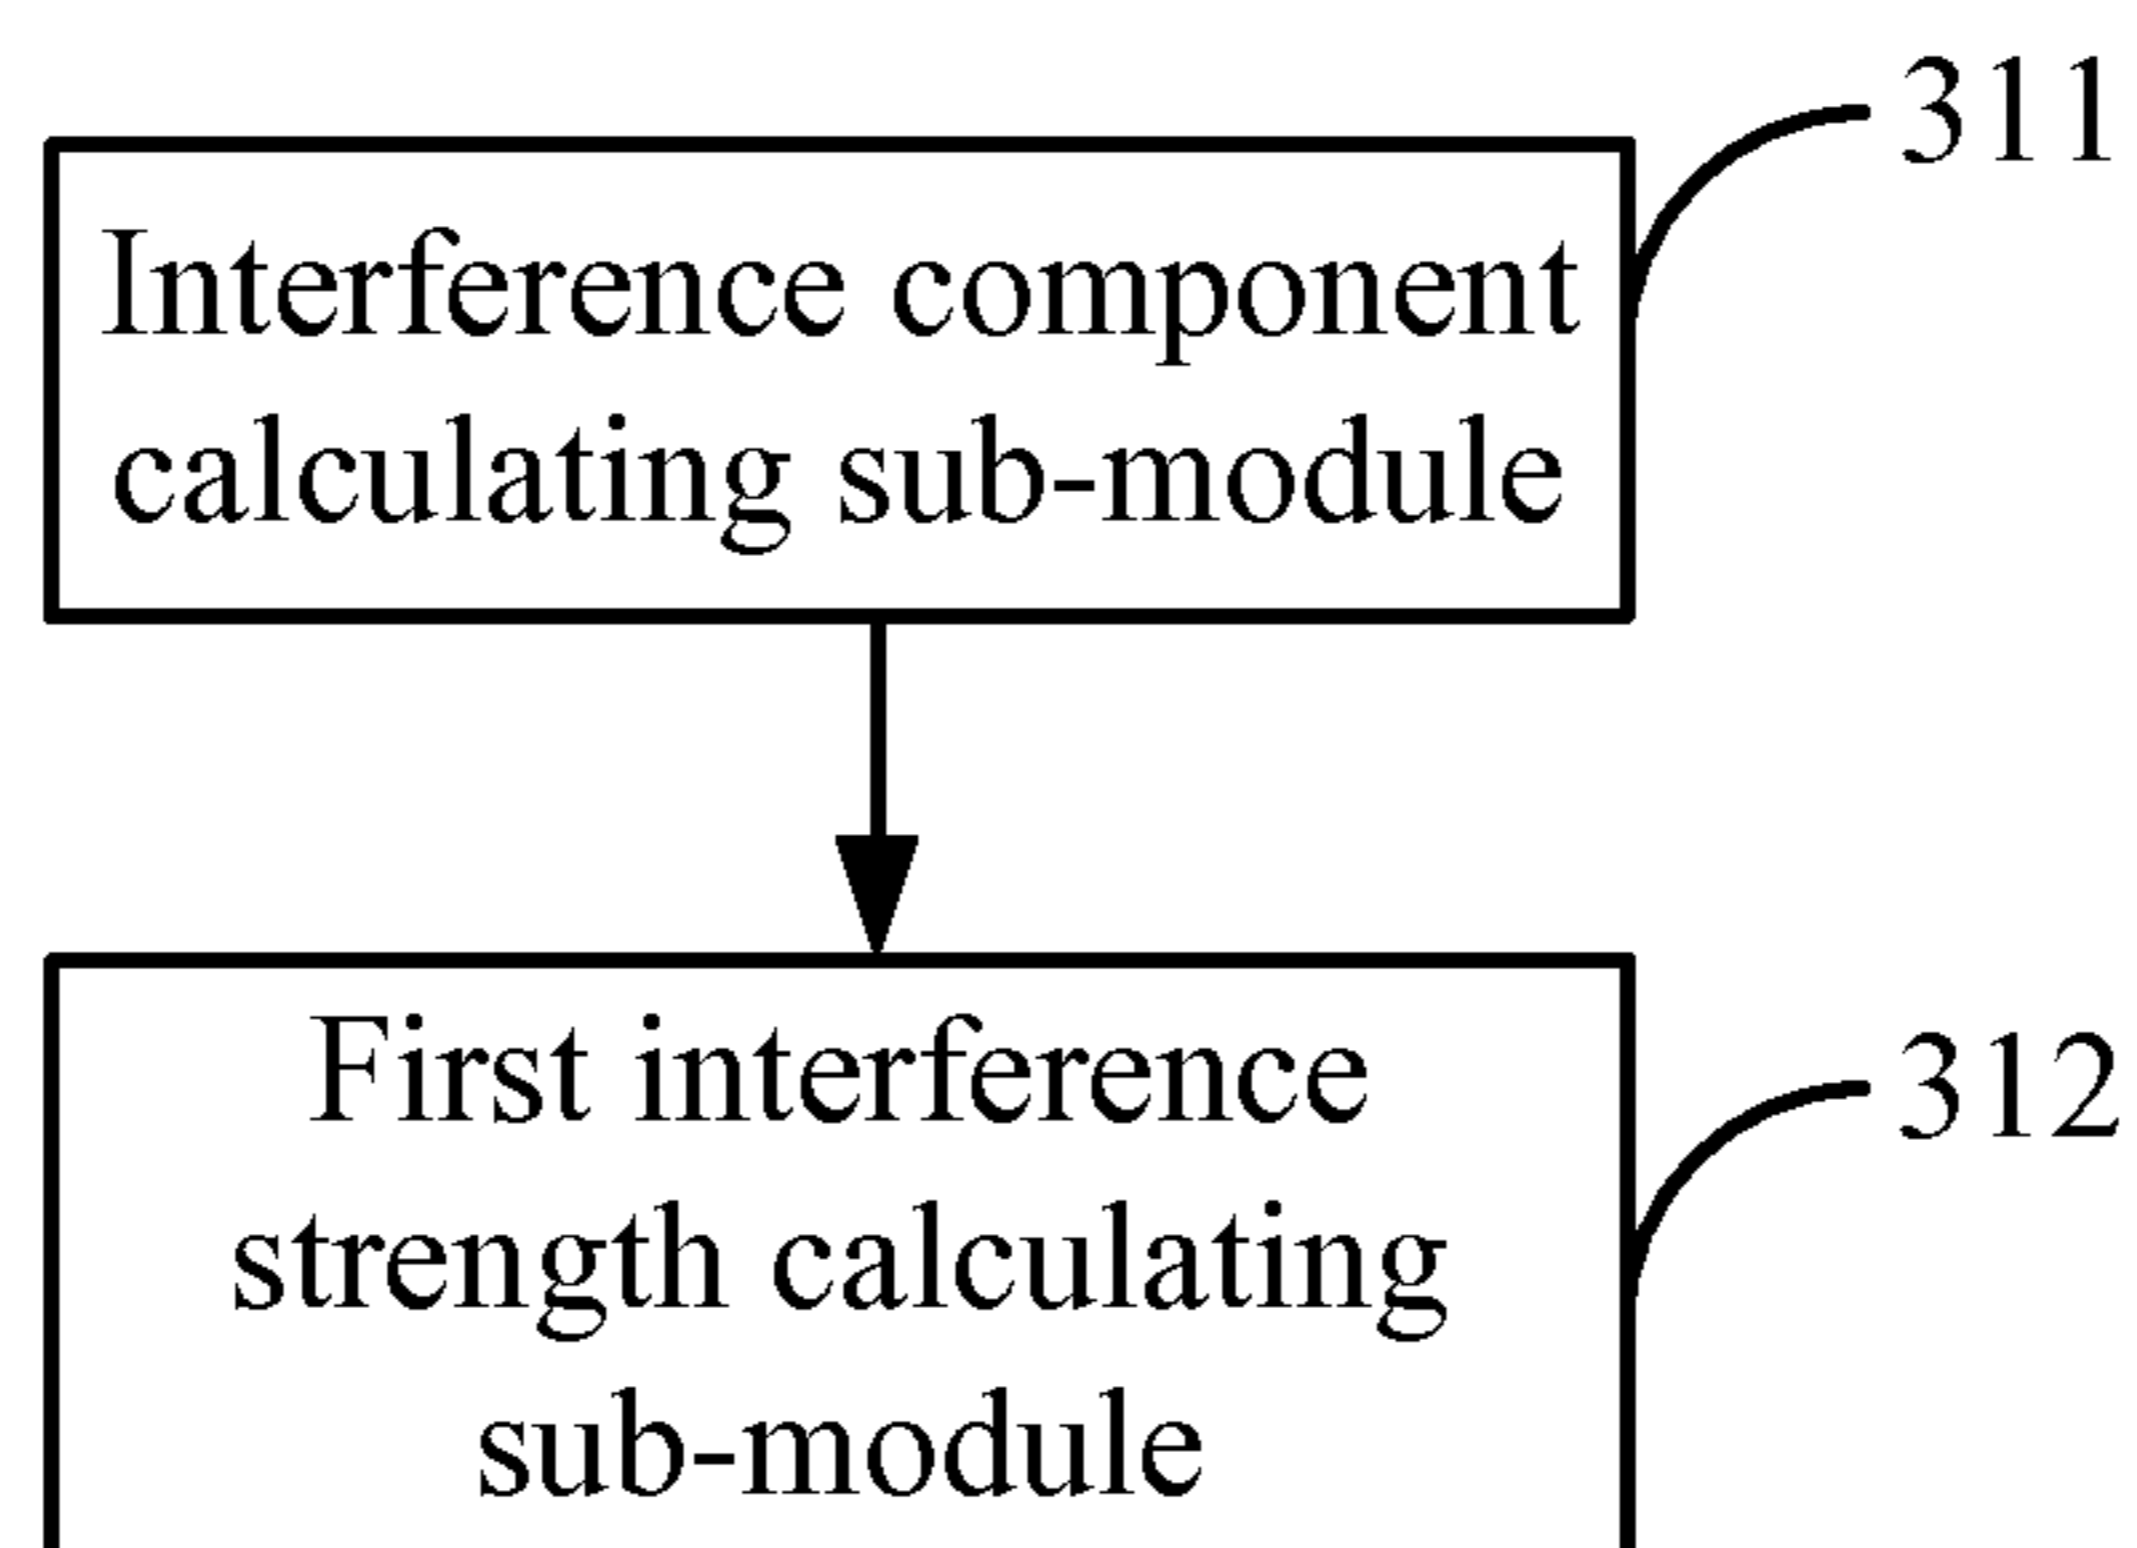 311
Interference component
calculating sub-module
First interference
312
strength calculating
sub-module